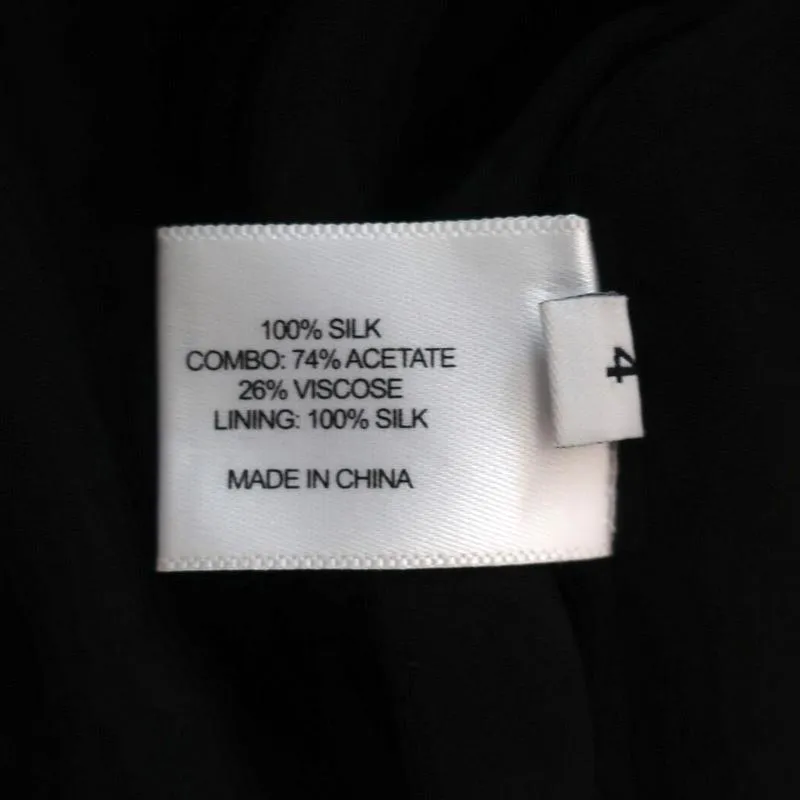 100% SILK
COMBO: 74% ACETATE
26% VISCOSE
LINING: 100% SILK
MADE IN CHINA
4